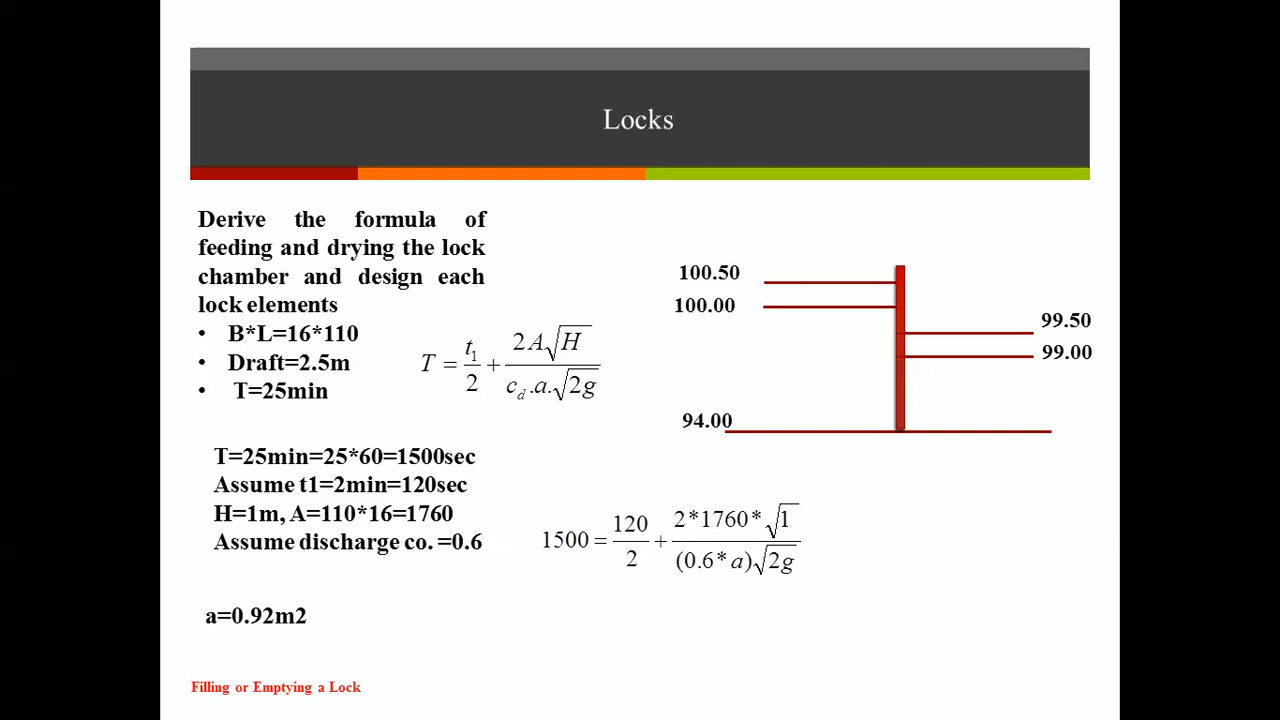 Locks
Derive the formula of
feeding and drying the lock
chamber and design each
lock elements
• B*L=16*110
• Draft=2.5m
• T=25min
T = t₁/2 + 2A√H / c_d.a.√2g
100.50
100.00
99.50
99.00
94.00
T=25min=25*60=1500sec
Assume t1=2min=120sec
H=1m, A=110*16=1760
Assume discharge co. =0.6
1500 = 120/2 + 2*1760*√1 / (0.6*a)√2g
a=0.92m2
Filling or Emptying a Lock